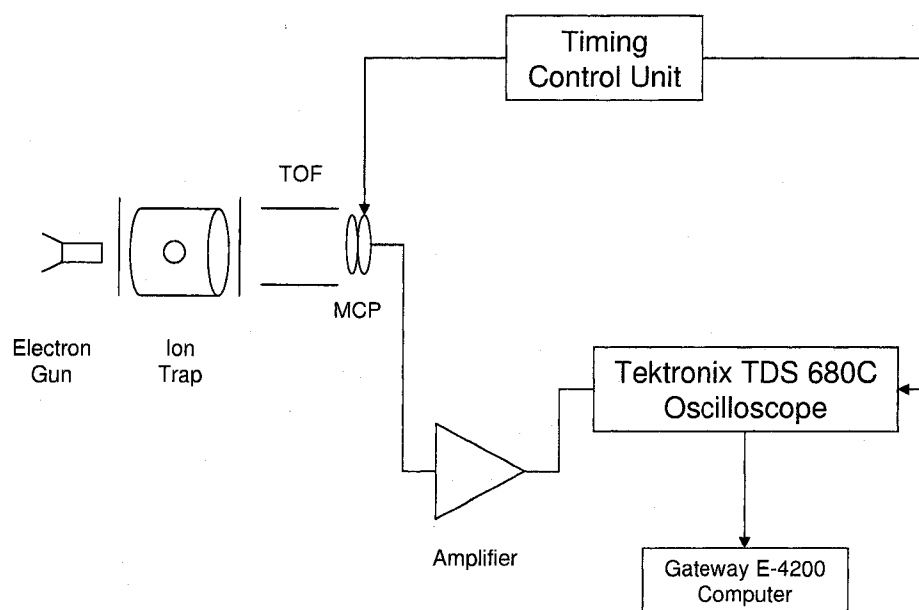 Timing
Control Unit
TOF
MCP
Electron
Gun
Ion
Trap
Tektronix TDS 680C
Oscilloscope
Amplifier
Gateway E-4200
Computer